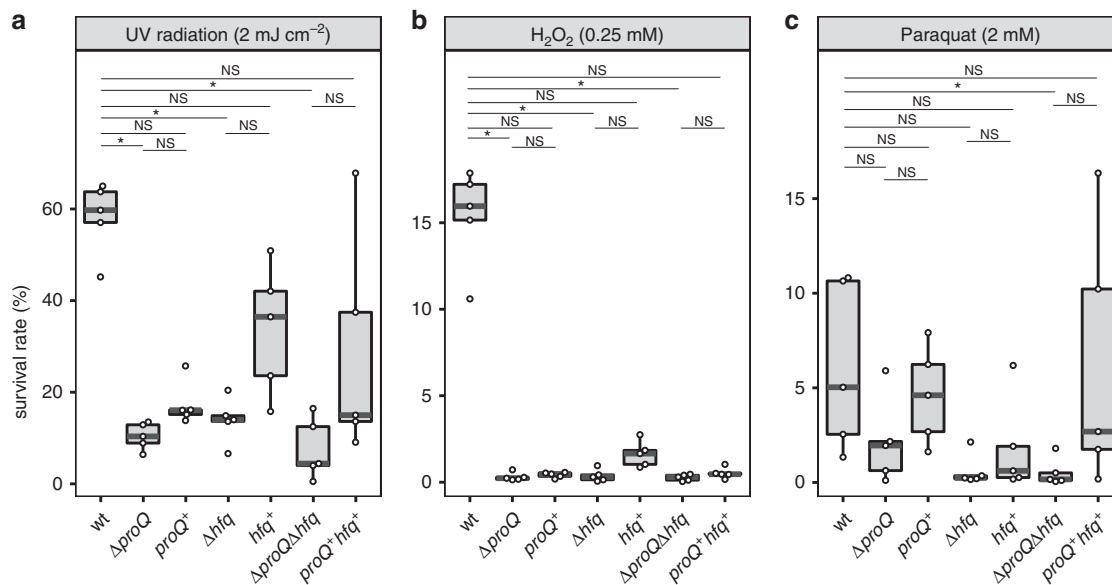 a
UV radiation (2 mJ cm⁻²)
NS
*
NS
NS
*
NS
NS
*
NS
60
40
20
0
survival rate (%)
wt
ΔproQ
proQ⁺
Δhfq
hfq⁺
ΔproQΔhfq
proQ⁺hfq⁺
b
H₂O₂ (0.25 mM)
NS
*
NS
*
NS
NS
NS
*
NS
15
10
5
0
wt
ΔproQ
proQ⁺
Δhfq
hfq⁺
ΔproQΔhfq
proQ⁺hfq⁺
c
Paraquat (2 mM)
NS
*
NS
NS
NS
NS
NS
NS
NS
15
10
5
0
wt
ΔproQ
proQ⁺
Δhfq
hfq⁺
ΔproQΔhfq
proQ⁺hfq⁺